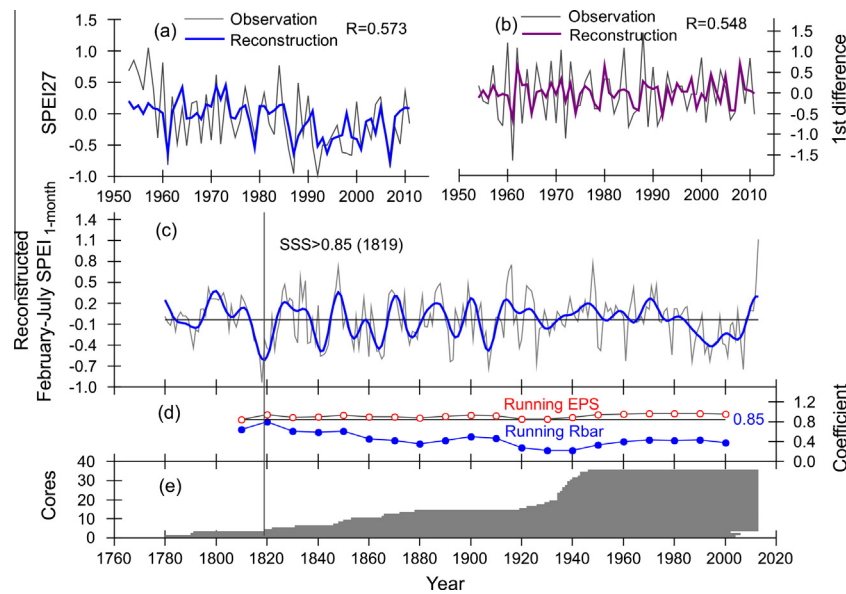 (a)
Observation
Reconstruction
R=0.573
SPEI27
1.5
1.0
0.5
0.0
-0.5
-1.0
1950 1960 1970 1980 1990 2000 2010
(b)
Observation
Reconstruction
R=0.548
1st difference
1.5
1.0
0.5
0.0
-0.5
-1.0
-1.5
1950 1960 1970 1980 1990 2000 2010
Reconstructed
February-July SPEI 1-month
1.4
1.1
0.8
0.5
0.2
-0.1
-0.4
-0.7
-1.0
(c)
SSS>0.85 (1819)
(d)
Running EPS
Running Rbar
0.85
1.2
0.8
0.4
0.0
Coefficient
(e)
Cores
40
30
20
10
0
1760 1780 1800 1820 1840 1860 1880 1900 1920 1940 1960 1980 2000 2020
Year